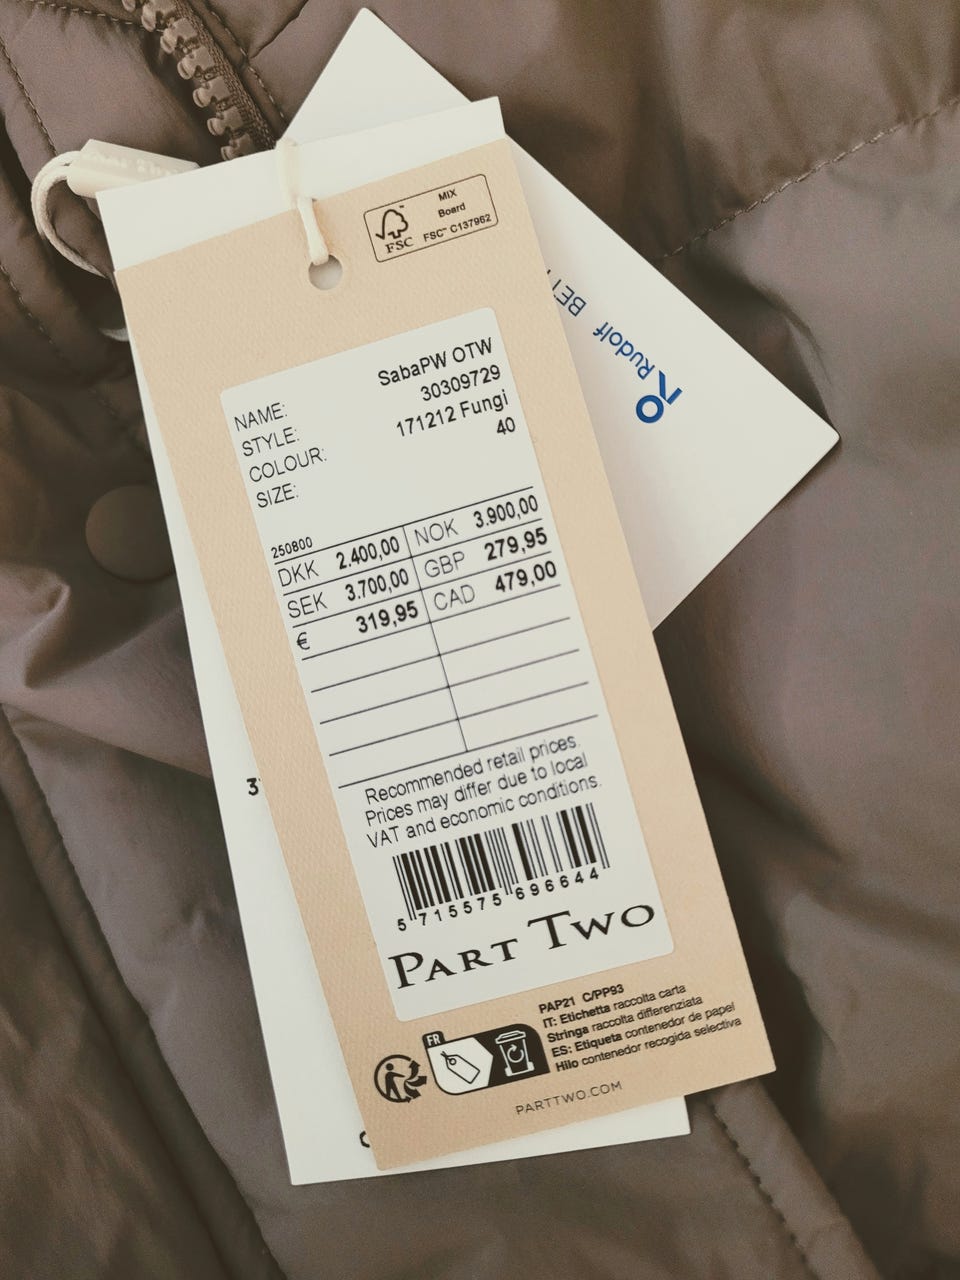 MIX
Board
FSC™ C137962
FSC
NAME: SabaPW OTW
STYLE: 30309729
COLOUR: 171212 Fungi
SIZE: 40
250800
DKK 2.400,00 NOK 3.900,00
SEK 3.700,00 GBP 279,95
€ 319,95 CAD 479,00
Recommended retail prices.
Prices may differ due to local
VAT and economic conditions.
5 715575 696644
PART TWO
PAP21 C/PP93
IT: Etichetta raccolta carta
Stringa raccolta differenziata
ES: Etiqueta contenedor de papel
Hilo contenedor recogida selectiva
FR
PARTTWO.COM
Rudolf